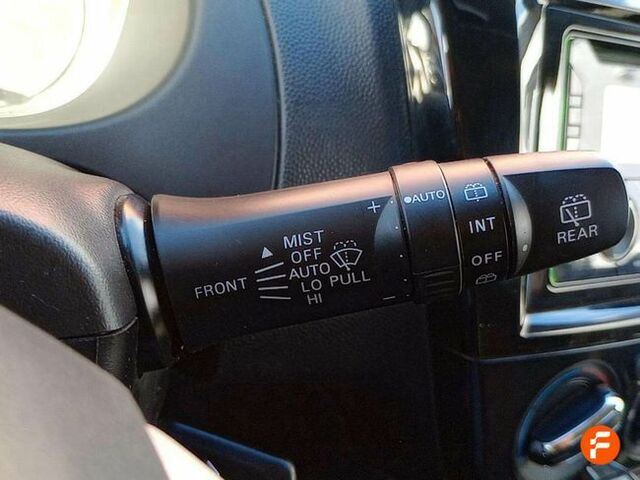 MIST
OFF
FRONT AUTO
LO PULL
HI
+
−
●AUTO
INT
OFF
REAR
F